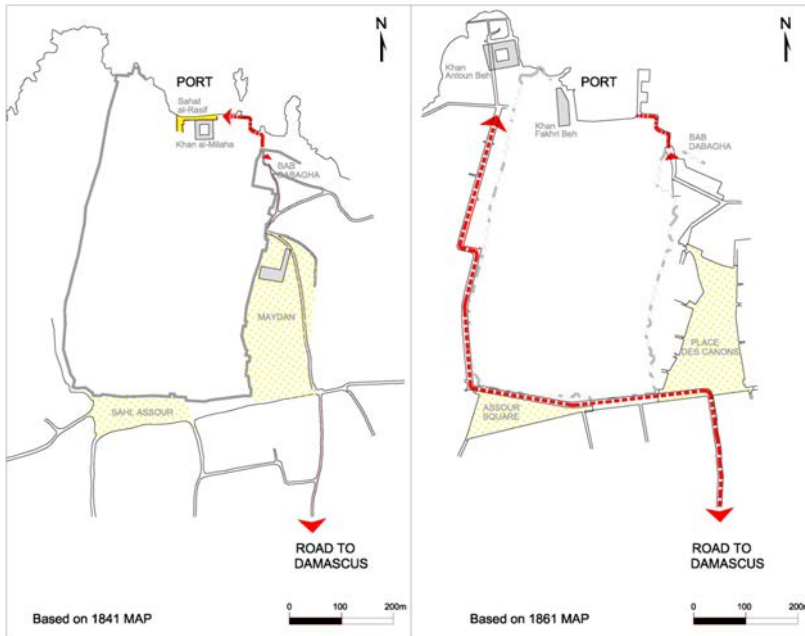 N
PORT
Sahat
al-Rasif
Khan al-Milaha
BAB
DABAGHA
MAYDAN
SAHL ASSOUR
ROAD TO
DAMASCUS
Based on 1841 MAP
0 100 200m
N
Khan
Antoun Beh
PORT
Khan
Fakhri Beh
BAB
DABAGHA
PLACE
DES CANONS
ASSOUR
SQUARE
ROAD TO
DAMASCUS
Based on 1861 MAP
0 100 200m